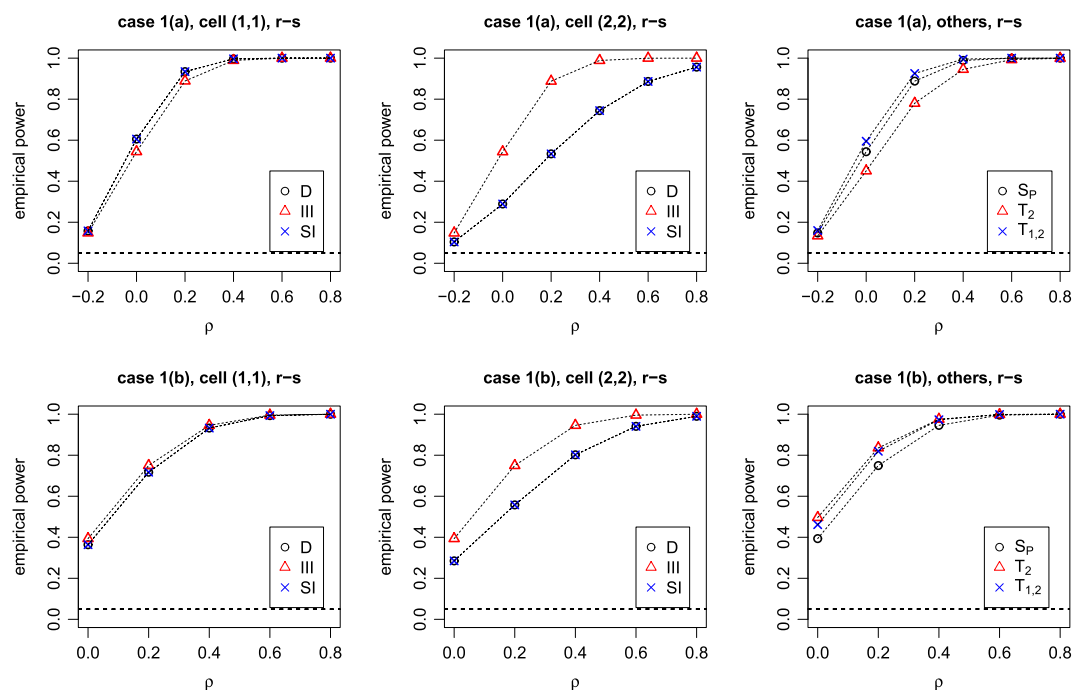 case 1(a), cell (1,1), r−s
empirical power
0.0 0.2 0.4 0.6 0.8 1.0
D
III
SI
−0.2 0.0 0.2 0.4 0.6 0.8
ρ
case 1(a), cell (2,2), r−s
empirical power
0.0 0.2 0.4 0.6 0.8 1.0
D
III
SI
−0.2 0.0 0.2 0.4 0.6 0.8
ρ
case 1(a), others, r−s
empirical power
0.0 0.2 0.4 0.6 0.8 1.0
S_P
T_2
T_{1,2}
−0.2 0.0 0.2 0.4 0.6 0.8
ρ
case 1(b), cell (1,1), r−s
empirical power
0.0 0.2 0.4 0.6 0.8 1.0
D
III
SI
0.0 0.2 0.4 0.6 0.8
ρ
case 1(b), cell (2,2), r−s
empirical power
0.0 0.2 0.4 0.6 0.8 1.0
D
III
SI
0.0 0.2 0.4 0.6 0.8
ρ
case 1(b), others, r−s
empirical power
0.0 0.2 0.4 0.6 0.8 1.0
S_P
T_2
T_{1,2}
0.0 0.2 0.4 0.6 0.8
ρ